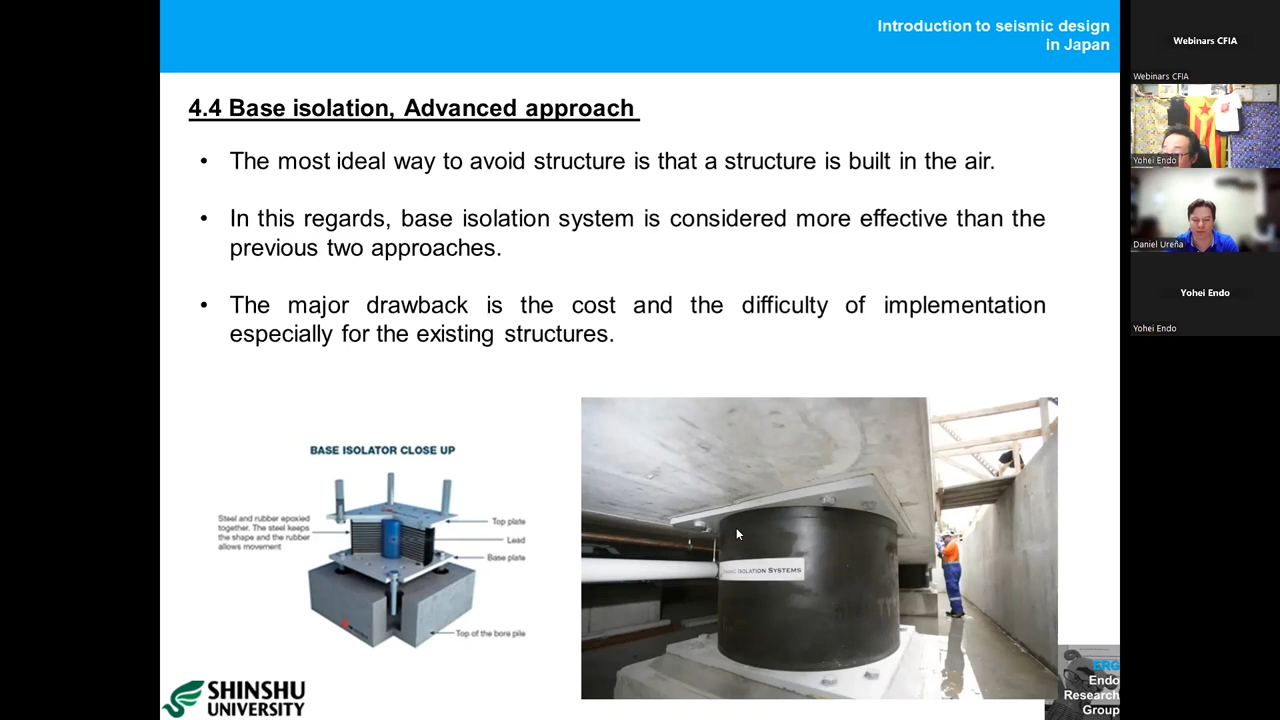 Introduction to seismic design
in Japan
4.4 Base isolation, Advanced approach
• The most ideal way to avoid structure is that a structure is built in the air.
• In this regards, base isolation system is considered more effective than the
previous two approaches.
• The major drawback is the cost and the difficulty of implementation
especially for the existing structures.
BASE ISOLATOR CLOSE UP
Steel and rubber epoxied
together. The steel keeps
the shape and the rubber
allows movement
Top plate
Lead
Base plate
Top of the bore pile
ISOLATION SYSTEMS
SHINSHU
UNIVERSITY
ERG
Endo
Research
Group
Webinars CFIA
Webinars CFIA
Yohei Endo
Daniel Ureña
Yohei Endo
Yohei Endo